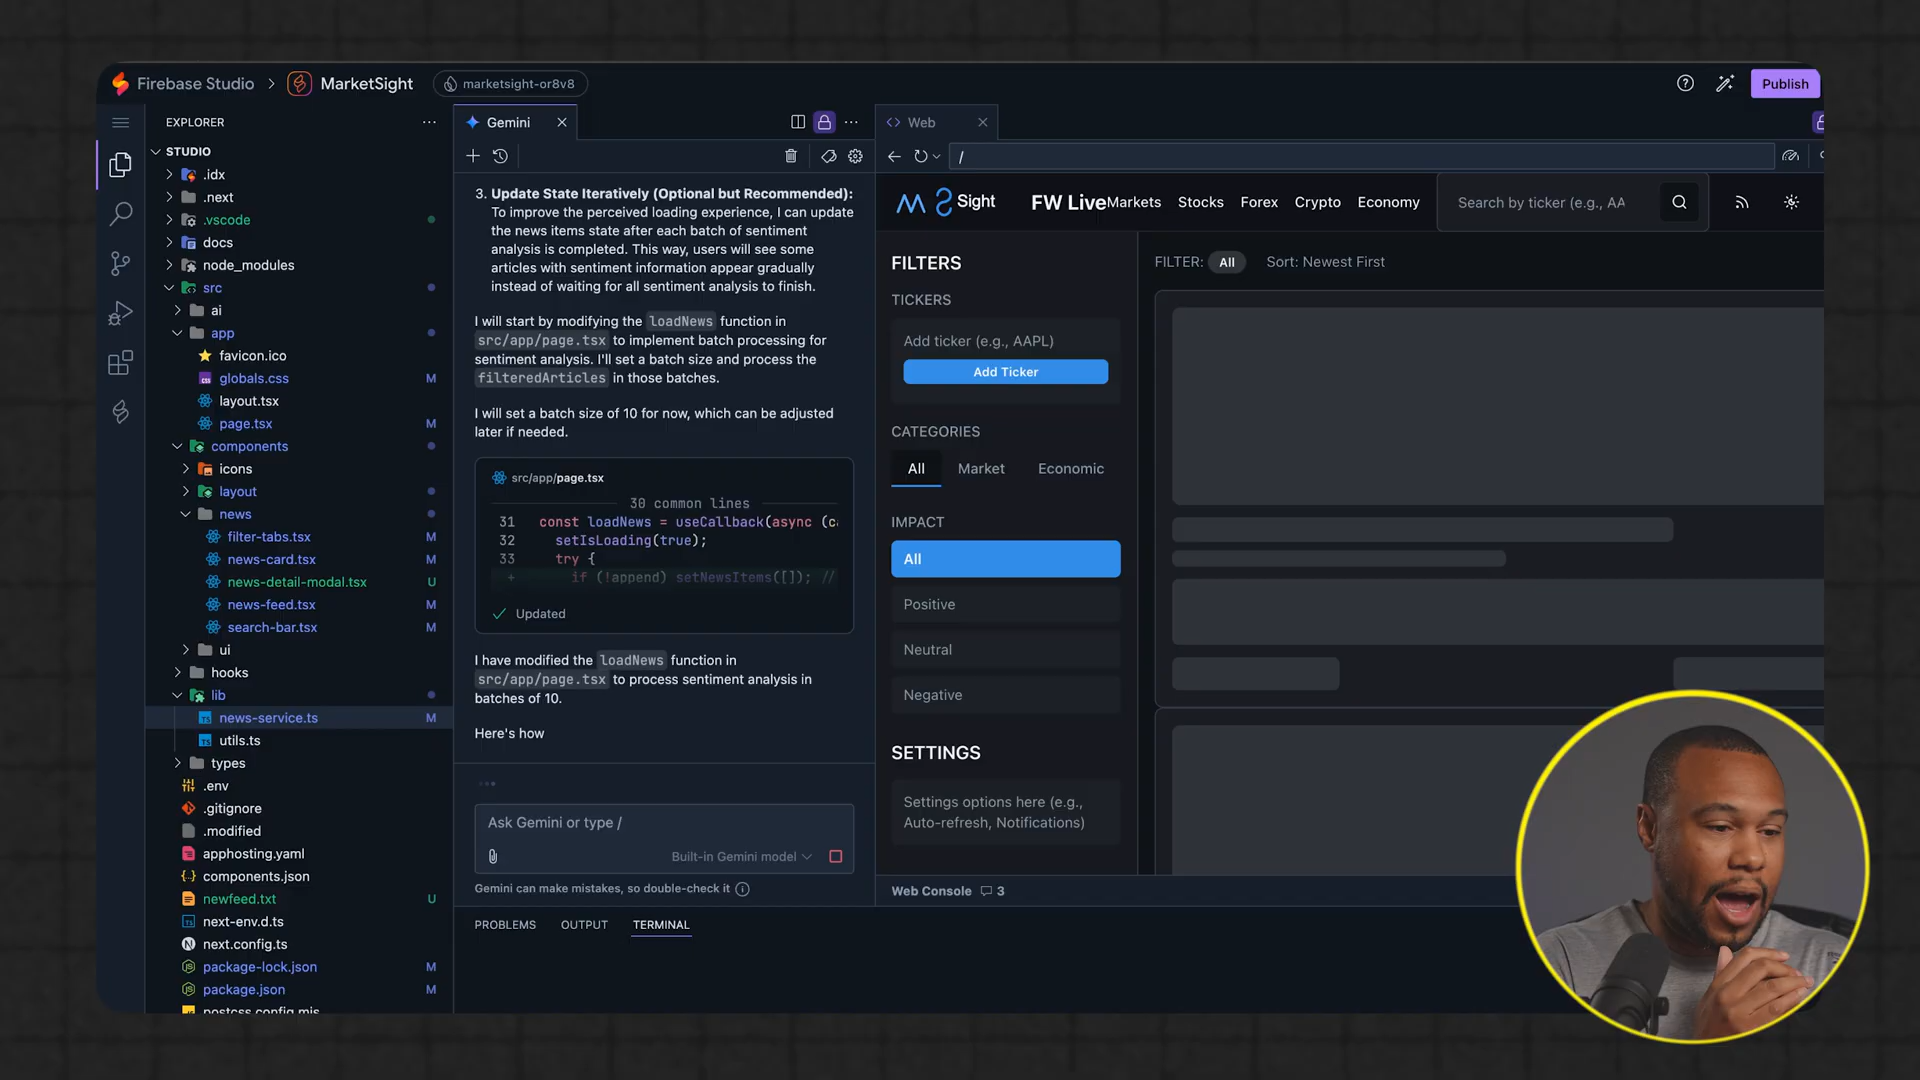 Firebase Studio
MarketSight
marketsight-or8v8
Publish
EXPLORER
STUDIO
.idx
.next
.vscode
docs
node_modules
src
ai
app
favicon.ico
globals.css M
layout.tsx
page.tsx M
components
icons
layout
news
filter-tabs.tsx M
news-card.tsx M
news-detail-modal.tsx U
news-feed.tsx M
search-bar.tsx M
ui
hooks
lib
news-service.ts M
utils.ts
types
.env
.gitignore
.modified
apphosting.yaml
components.json
newfeed.txt U
next-env.d.ts
next.config.ts
package-lock.json M
package.json M
postcss.config.mjs
Gemini
3. Update State Iteratively (Optional but Recommended):
To improve the perceived loading experience, I can update
the news items state after each batch of sentiment
analysis is completed. This way, users will see some
articles with sentiment information appear gradually
instead of waiting for all sentiment analysis to finish.
I will start by modifying the loadNews function in
src/app/page.tsx to implement batch processing for
sentiment analysis. I'll set a batch size and process the
filteredArticles in those batches.
I will set a batch size of 10 for now, which can be adjusted
later if needed.
src/app/page.tsx
30 common lines
31 const loadNews = useCallback(async (ca
32 setIsLoading(true);
33 try {
+ if (!append) setNewsItems([]); //
Updated
I have modified the loadNews function in
src/app/page.tsx to process sentiment analysis in
batches of 10.
Here's how
Ask Gemini or type /
Built-in Gemini model
Gemini can make mistakes, so double-check it
PROBLEMS OUTPUT TERMINAL
Web
/
Sight
FW Live
Markets
Stocks
Forex
Crypto
Economy
Search by ticker (e.g., AA
FILTERS
TICKERS
Add ticker (e.g., AAPL)
Add Ticker
CATEGORIES
All Market Economic
IMPACT
All
Positive
Neutral
Negative
SETTINGS
Settings options here (e.g.,
Auto-refresh, Notifications)
FILTER: All Sort: Newest First
Web Console 3